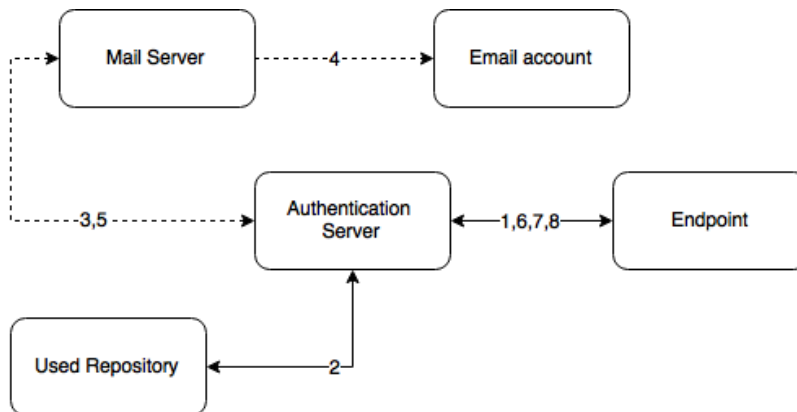 Mail Server
4
Email account
3,5
Authentication
Server
1,6,7,8
Endpoint
Used Repository
2